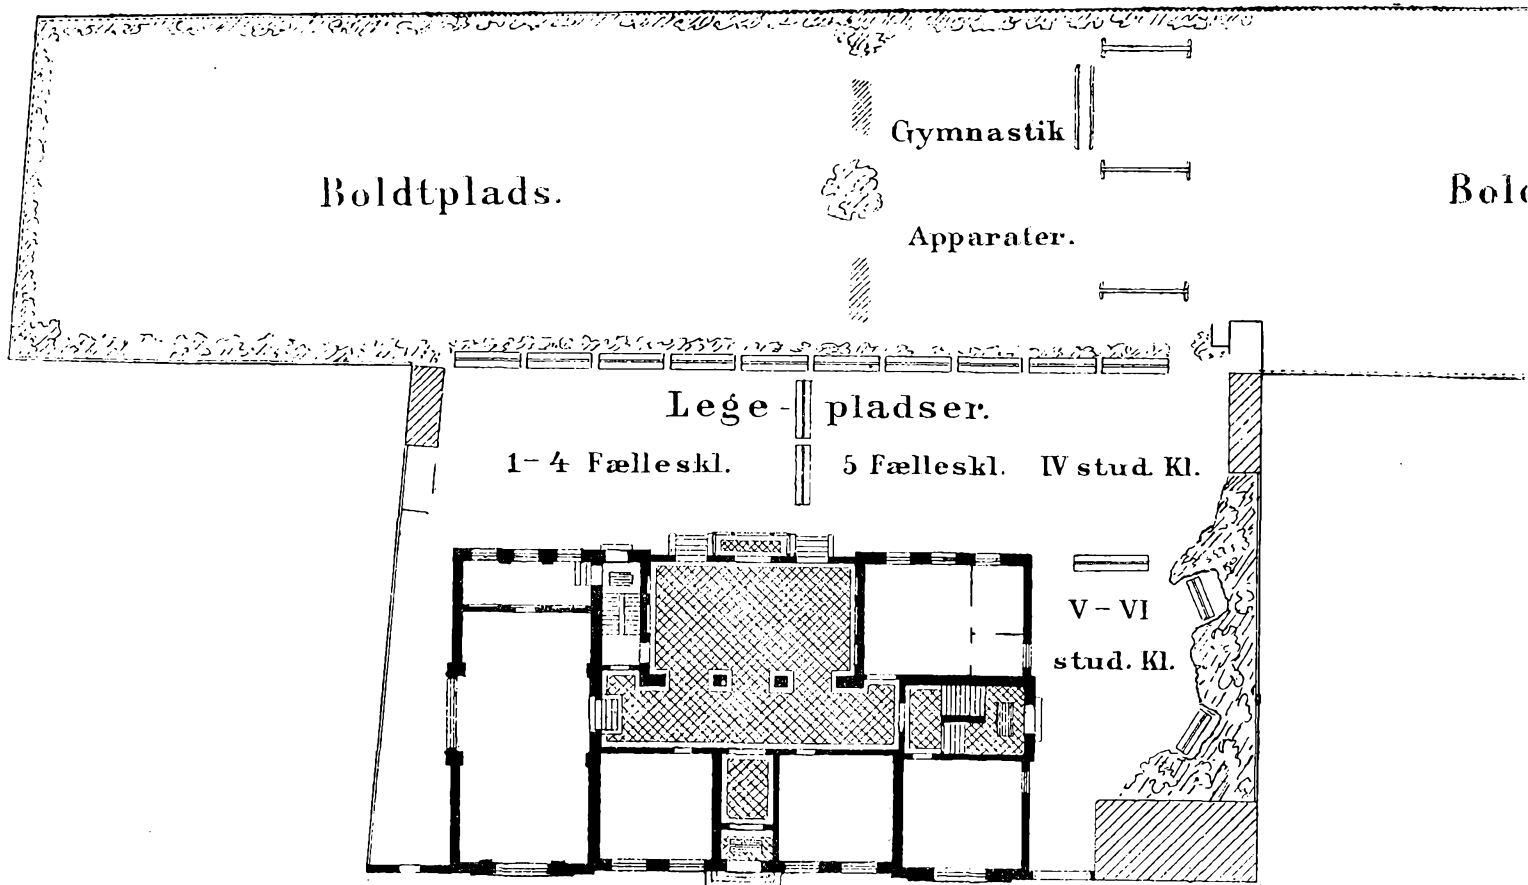 Boldtplads.
Gymnastik
Apparater.
Lege - pladser.
1-4 Fælleskl.
5 Fælleskl. IV stud. Kl.
V - VI
stud. Kl.